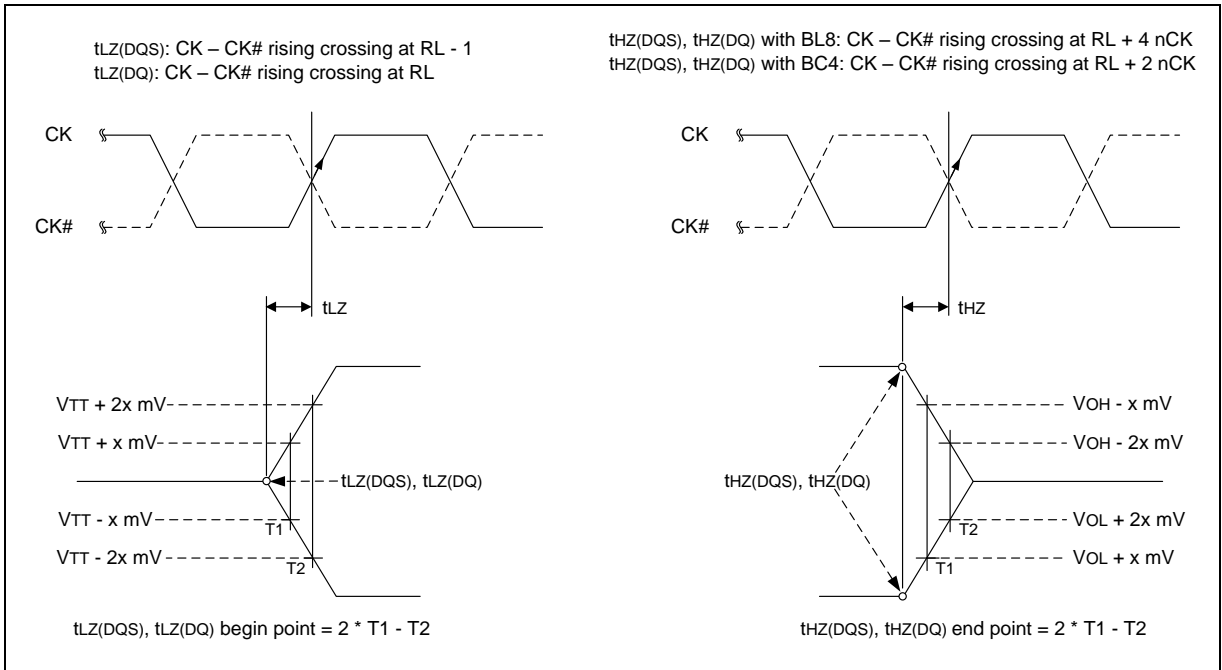 tLZ(DQS): CK – CK# rising crossing at RL - 1
tLZ(DQ): CK – CK# rising crossing at RL
tHZ(DQS), tHZ(DQ) with BL8: CK – CK# rising crossing at RL + 4 nCK
tHZ(DQS), tHZ(DQ) with BC4: CK – CK# rising crossing at RL + 2 nCK
CK
CK#
CK
CK#
tLZ
tHZ
VTT + 2x mV
VTT + x mV
tLZ(DQS), tLZ(DQ)
VTT - x mV
T1
VTT - 2x mV
T2
VOH - x mV
VOH - 2x mV
tHZ(DQS), tHZ(DQ)
VOL + 2x mV
T2
VOL + x mV
T1
tLZ(DQS), tLZ(DQ) begin point = 2 * T1 - T2
tHZ(DQS), tHZ(DQ) end point = 2 * T1 - T2